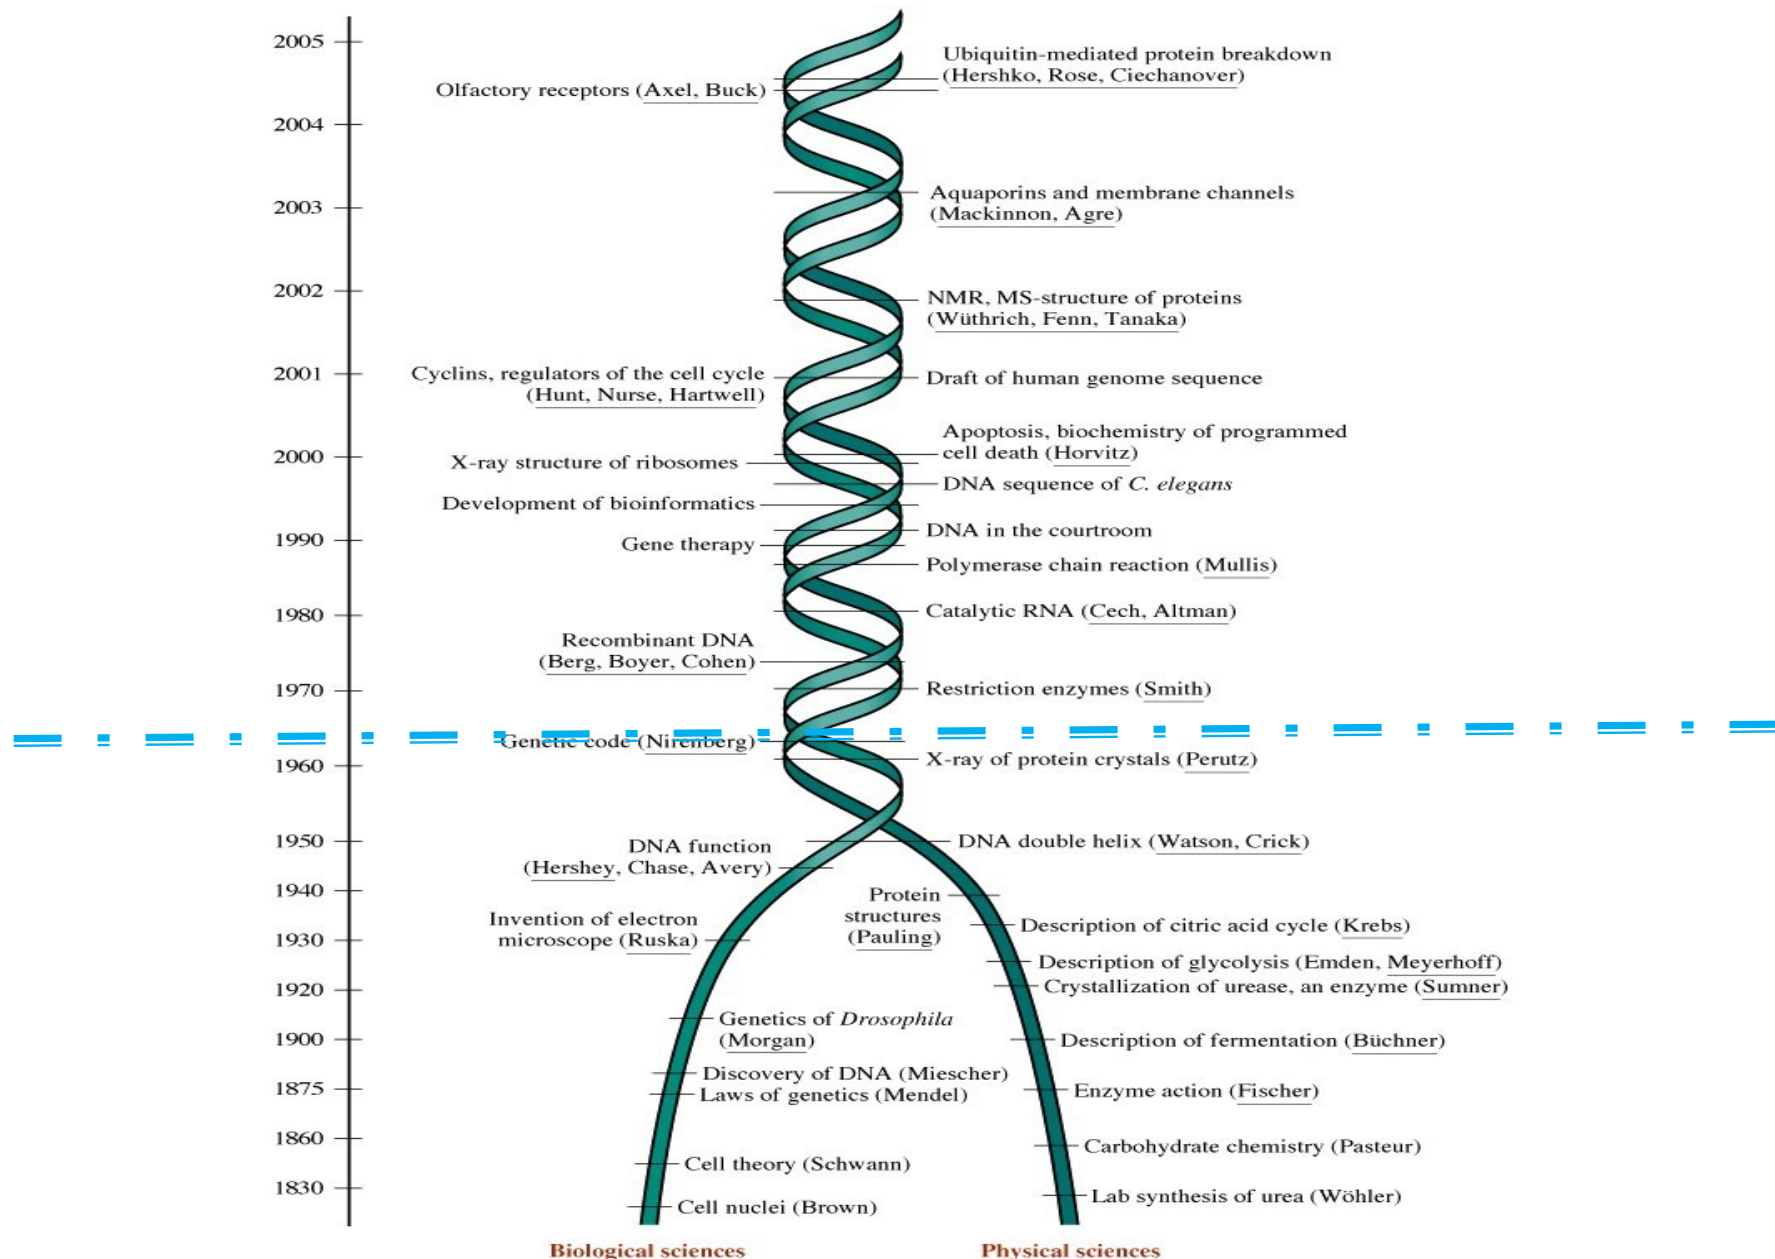 2005
Ubiquitin-mediated protein breakdown
(Hershko, Rose, Ciechanover)
Olfactory receptors (Axel, Buck)
2004
Aquaporins and membrane channels
(Mackinnon, Agre)
2003
2002
NMR, MS-structure of proteins
(Wüthrich, Fenn, Tanaka)
2001
Cyclins, regulators of the cell cycle
(Hunt, Nurse, Hartwell)
Draft of human genome sequence
Apoptosis, biochemistry of programmed
cell death (Horvitz)
2000
X-ray structure of ribosomes
DNA sequence of C. elegans
Development of bioinformatics
DNA in the courtroom
1990
Gene therapy
Polymerase chain reaction (Mullis)
1980
Catalytic RNA (Cech, Altman)
Recombinant DNA
(Berg, Boyer, Cohen)
1970
Restriction enzymes (Smith)
Genetic code (Nirenberg)
1960
X-ray of protein crystals (Perutz)
1950
DNA function
(Hershey, Chase, Avery)
DNA double helix (Watson, Crick)
1940
Protein
structures
(Pauling)
Invention of electron
microscope (Ruska)
Description of citric acid cycle (Krebs)
1930
Description of glycolysis (Emden, Meyerhoff)
Crystallization of urease, an enzyme (Sumner)
1920
Genetics of Drosophila
(Morgan)
1900
Description of fermentation (Büchner)
Discovery of DNA (Miescher)
Laws of genetics (Mendel)
1875
Enzyme action (Fischer)
1860
Carbohydrate chemistry (Pasteur)
Cell theory (Schwann)
1830
Lab synthesis of urea (Wöhler)
Cell nuclei (Brown)
Biological sciences
Physical sciences